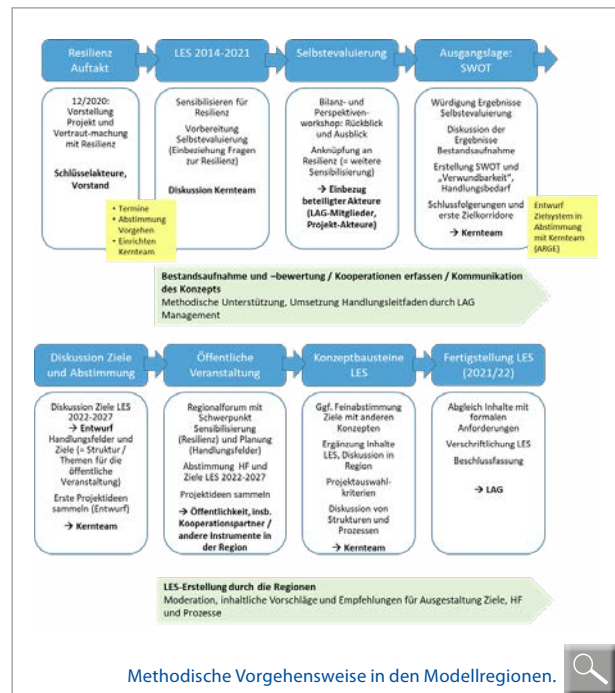 Resilienz
Auftakt
LES 2014-2021
Selbstevaluierung
Ausgangslage:
SWOT
12/2020:
Vorstellung
Projekt und
Vertraut-machung
mit Resilienz
Schlüsselakteure,
Vorstand
• Termine
• Abstimmung
Vorgehen
• Einrichten
Kernteam
Sensibilisieren für
Resilienz
Vorbereitung
Selbstevaluierung
(Einbeziehung Fragen
zur Resilienz)
Diskussion Kernteam
Bilanz- und
Perspektiven-
workshop: Rückblick
und Ausblick
Anknüpfung an
Resilienz (= weitere
Sensibilisierung)
→ Einbezug
beteiligter Akteure
(LAG-Mitglieder,
Projekt-Akteure)
Würdigung Ergebnisse
Selbstevaluierung
Diskussion der
Ergebnisse
Bestandsaufnahme
Erstellung SWOT und
„Verwundbarkeit“,
Handlungsbedarf
Schlussfolgerungen und
erste Zielkorridore
→ Kernteam
Entwurf
Zielsystem in
Abstimmung
mit Kernteam
(ARGE)
Bestandsaufnahme und –bewertung / Kooperationen erfassen / Kommunikation
des Konzepts
Methodische Unterstützung, Umsetzung Handlungsleitfaden durch LAG
Management
Diskussion Ziele
und Abstimmung
Öffentliche
Veranstaltung
Konzeptbausteine
LES
Fertigstellung LES
(2021/22)
Diskussion Ziele LES
2022-2027
→ Entwurf
Handlungsfelder und
Ziele (= Struktur /
Themen für die
öffentliche
Veranstaltung)
Erste Projektideen
sammeln (Entwurf)
→ Kernteam
Regionalforum mit
Schwerpunkt
Sensibilisierung
(Resilienz) und Planung
(Handlungsfelder)
Abstimmung HF und
Ziele LES 2022-2027
Projektideen sammeln
→ Öffentlichkeit, insb.
Kooperationspartner /
andere Instrumente in
der Region
Ggf. Feinabstimmung
Ziele mit anderen
Konzepten
Ergänzung Inhalte
LES, Diskussion in
Region
Projektauswahl-
kriterien
Diskussion von
Strukturen und
Prozessen
→ Kernteam
Abgleich Inhalte mit
formalen
Anforderungen
Verschriftlichung LES
Beschlussfassung
→ LAG
LES-Erstellung durch die Regionen
Moderation, inhaltliche Vorschläge und Empfehlungen für Ausgestaltung Ziele, HF
und Prozesse
Methodische Vorgehensweise in den Modellregionen.